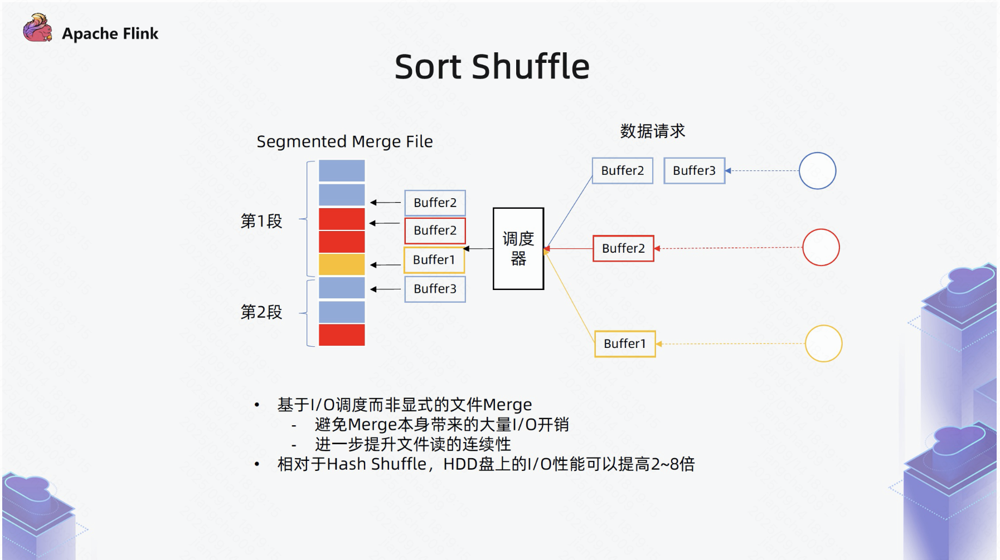 Apache Flink
Sort Shuffle
数据请求
Segmented Merge File
Buffer2
Buffer3
第1段
Buffer2
Buffer2
Buffer1
Buffer3
调度
器
Buffer2
第2段
Buffer1
• 基于I/O调度而非显式的文件Merge
- 避免Merge本身带来的大量I/O开销
- 进一步提升文件读的连续性
• 相对于Hash Shuffle，HDD盘上的I/O性能可以提高2~8倍